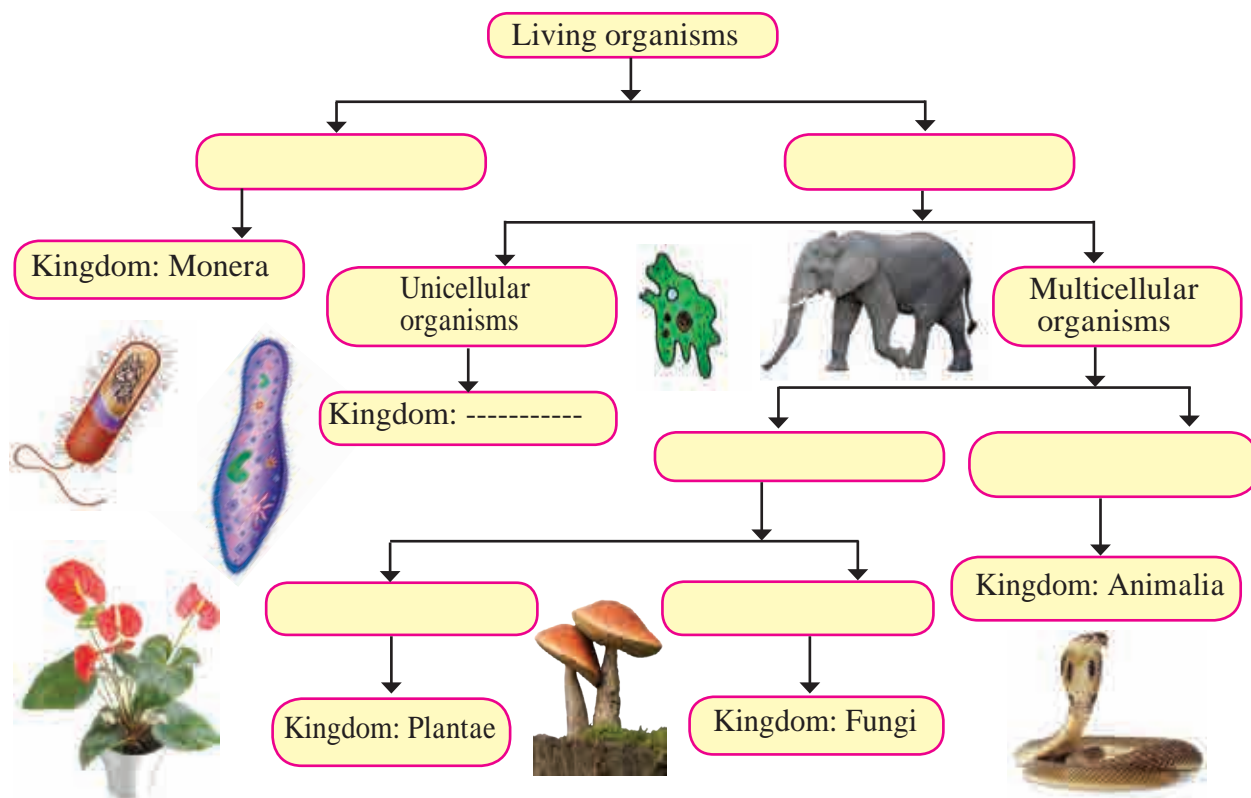 Living organisms
Kingdom: Monera
Unicellular
organisms
Multicellular
organisms
Kingdom: -----------
Kingdom: Animalia
Kingdom: Plantae
Kingdom: Fungi